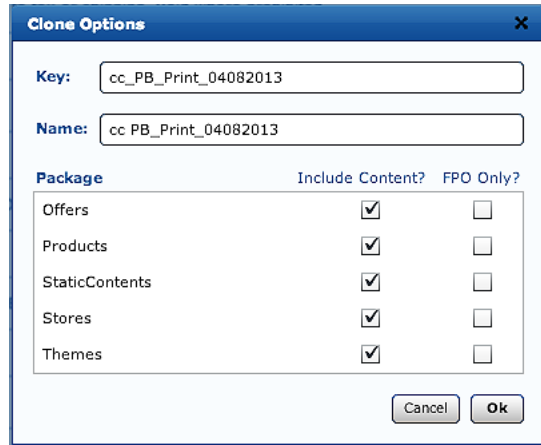 Clone Options
Key: cc_PB_Print_04082013
Name: cc PB_Print_04082013
Package Include Content? FPO Only?
Offers
Products
StaticContents
Stores
Themes
Cancel Ok